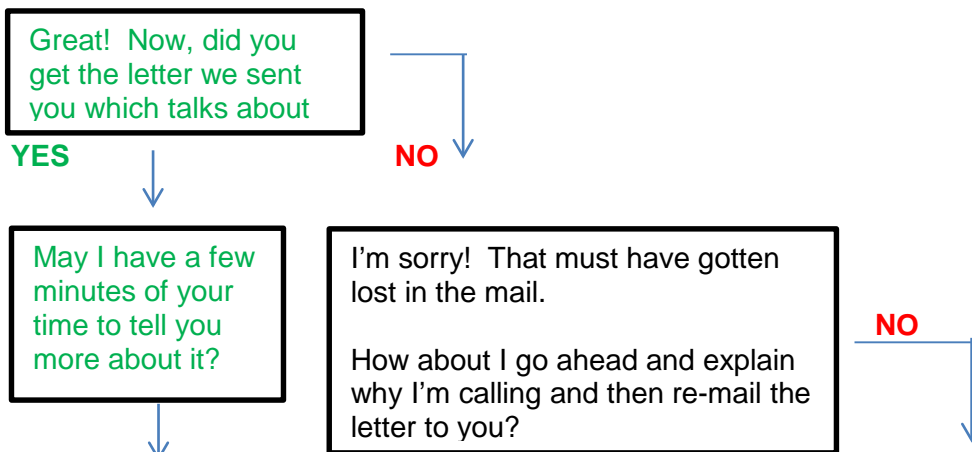 Great!  Now, did you
get the letter we sent
you which talks about
YES
NO
May I have a few
minutes of your
time to tell you
more about it?
I'm sorry!  That must have gotten
lost in the mail.
How about I go ahead and explain
why I'm calling and then re-mail the
letter to you?
NO